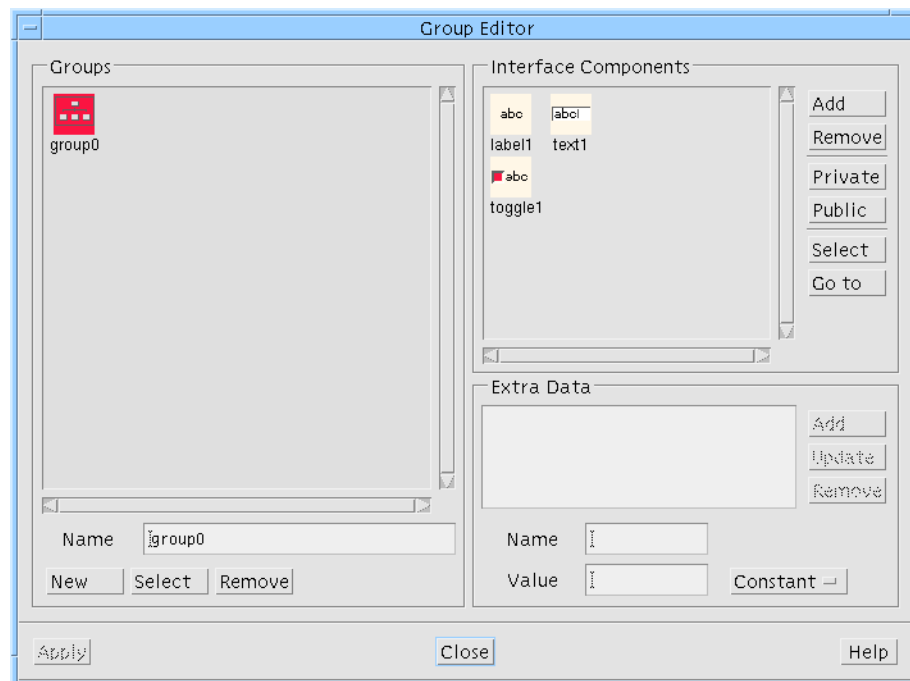 Group Editor
Groups
group0
Name group0
New Select Remove
Interface Components
abc abc
label1 text1
abc
toggle1
Add
Remove
Private
Public
Select
Go to
Extra Data
Add
Update
Remove
Name
Value Constant
Apply Close Help